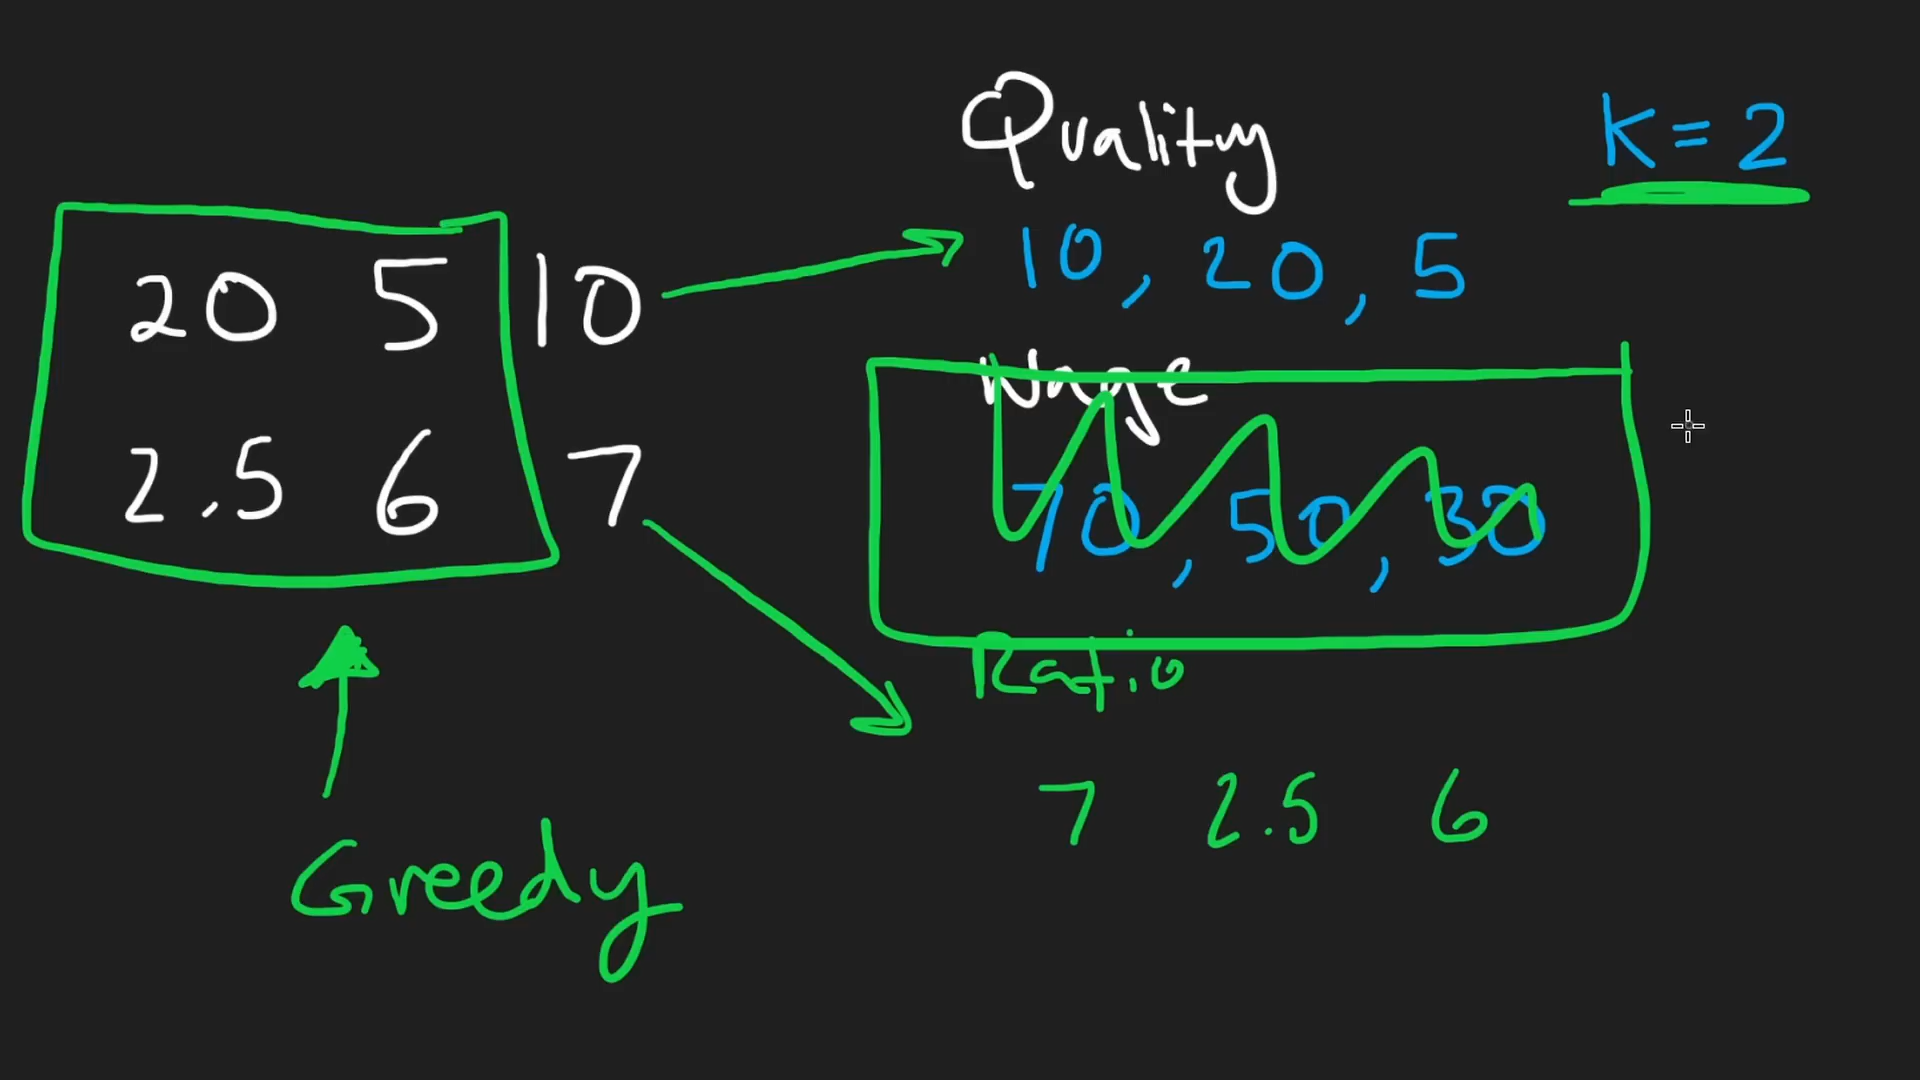 Quality K = 2
20 5 10
10, 20, 5
Wage
2.5 6 7
70, 50, 30
Ratio
7 2.5 6
Greedy